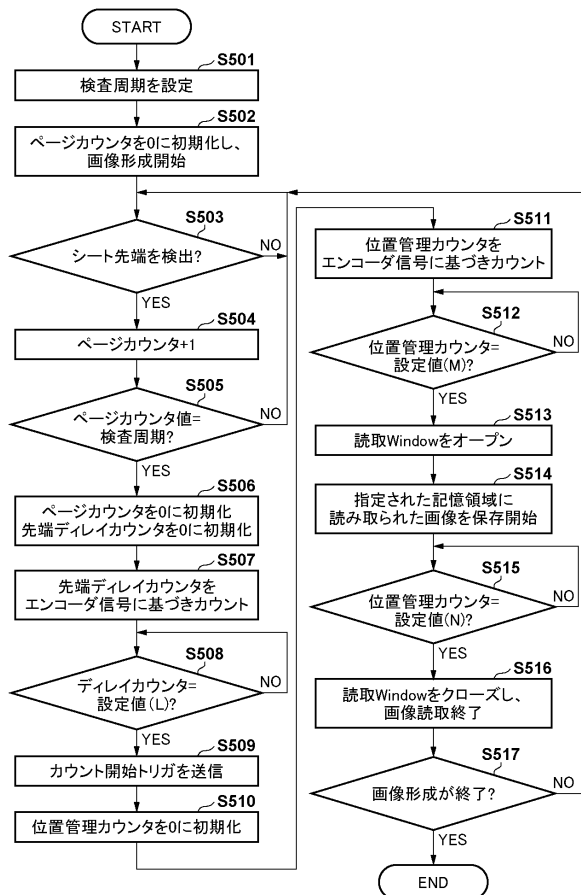 START
S501
検査周期を設定
S502
ページカウンタを0に初期化し、
画像形成開始
S503
シート先端を検出?
NO
YES
S504
ページカウンタ+1
S505
ページカウンタ値=
検査周期?
NO
YES
S506
ページカウンタを0に初期化
先端ディレイカウンタを0に初期化
S507
先端ディレイカウンタを
エンコーダ信号に基づきカウント
S508
ディレイカウンタ=
設定値(L)?
NO
YES
S509
カウント開始トリガを送信
S510
位置管理カウンタを0に初期化
S511
位置管理カウンタを
エンコーダ信号に基づきカウント
S512
位置管理カウンタ=
設定値(M)?
NO
YES
S513
読取Windowをオープン
S514
指定された記憶領域に
読み取られた画像を保存開始
S515
位置管理カウンタ=
設定値(N)?
NO
YES
S516
読取Windowをクローズし、
画像読取終了
S517
画像形成が終了?
NO
YES
END